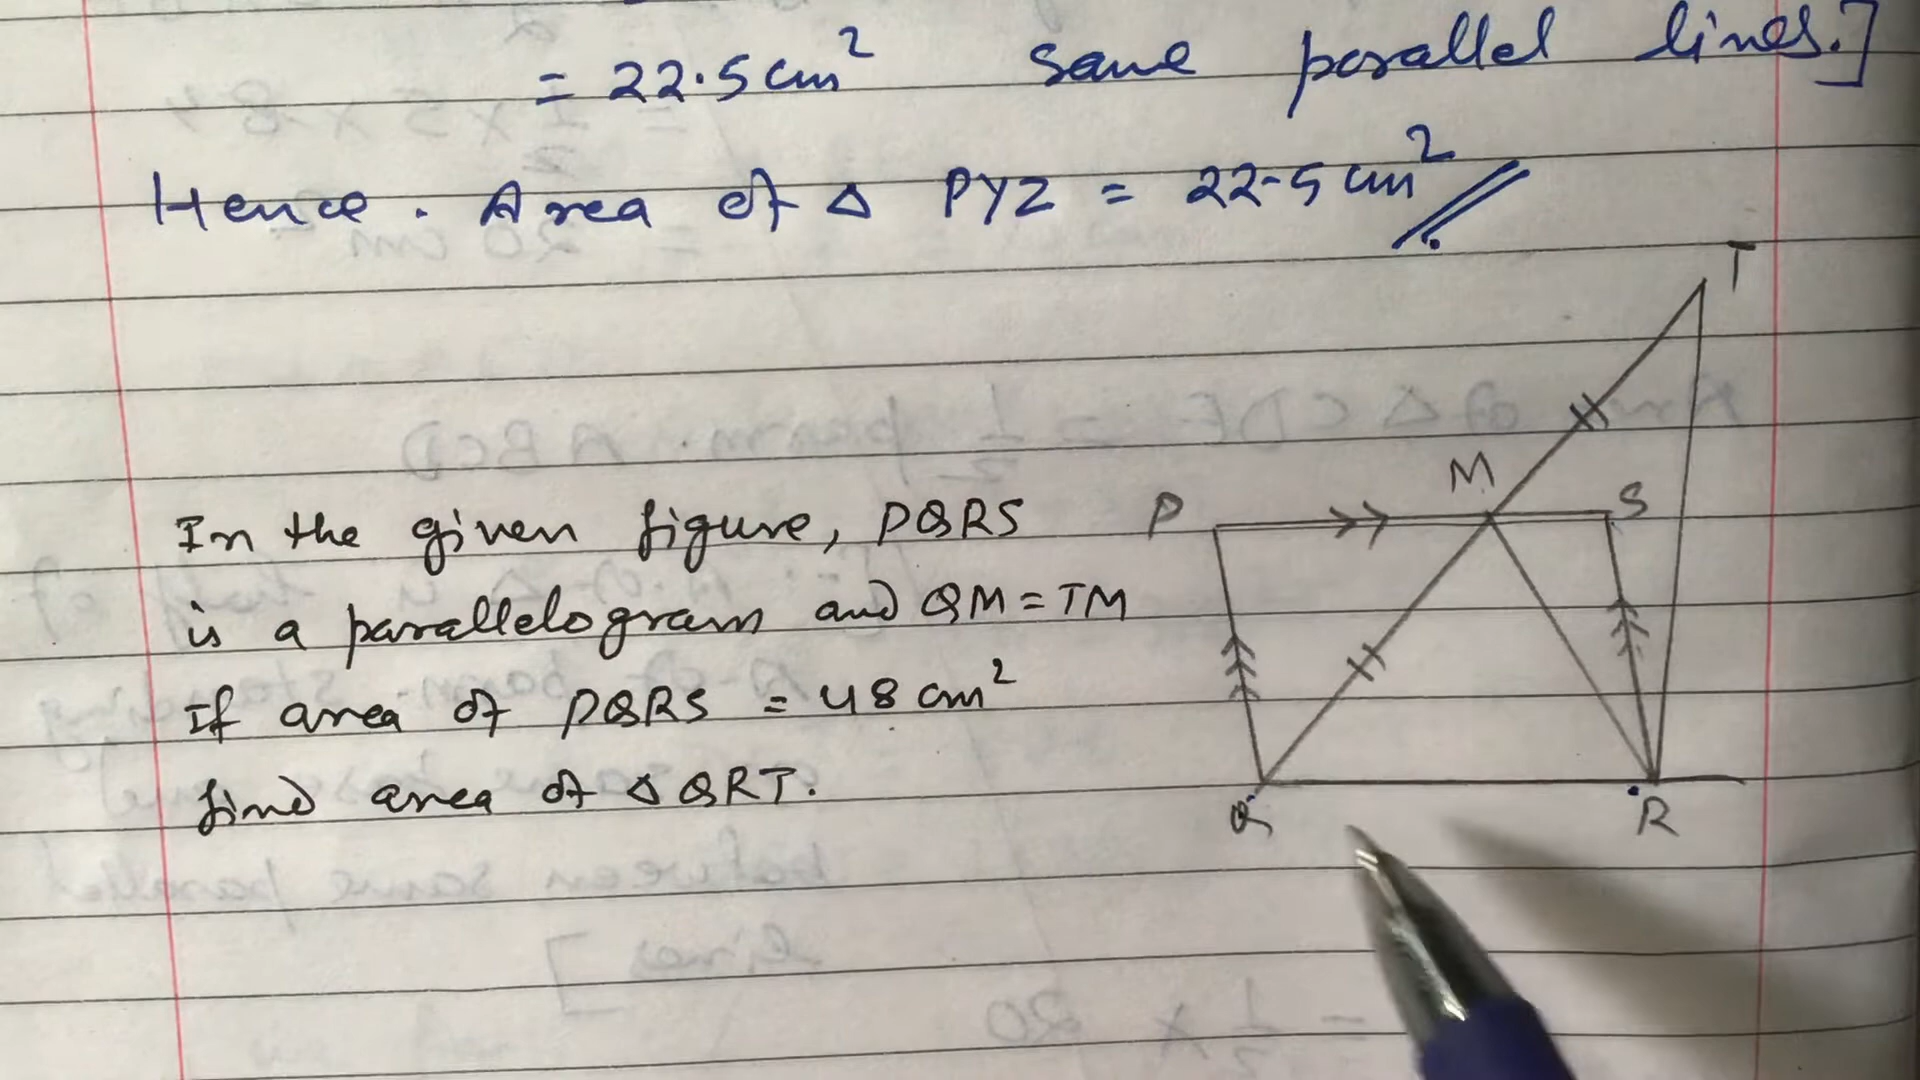 = 22.5 cm² same parallel lines.]
Hence. Area of Δ PYZ = 22.5 cm²
In the given figure, PQRS
is a parallelogram and QM = TM
If area of PQRS = 48 cm²
find area of Δ QRT.
T
M
P
S
Q
R